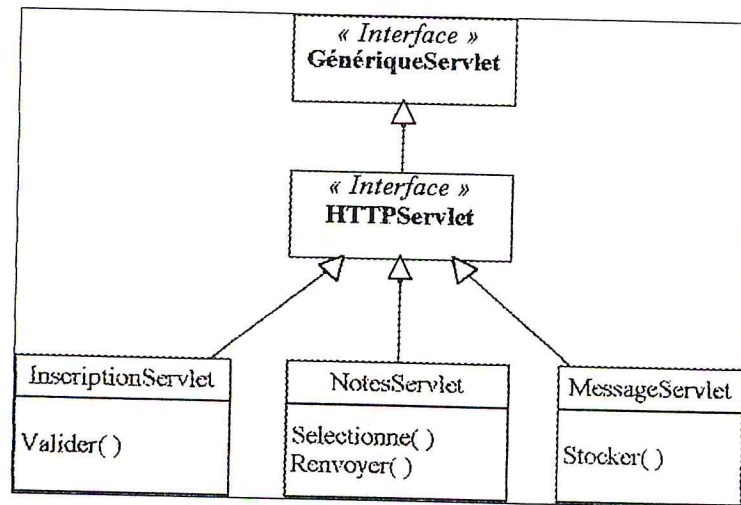 « Interface »
GénériqueServlet
« Interface »
HTTPServlet
InscriptionServlet
Valider( )
NotesServlet
Selectionne( )
Renvoyer( )
MessageServlet
Stocker( )